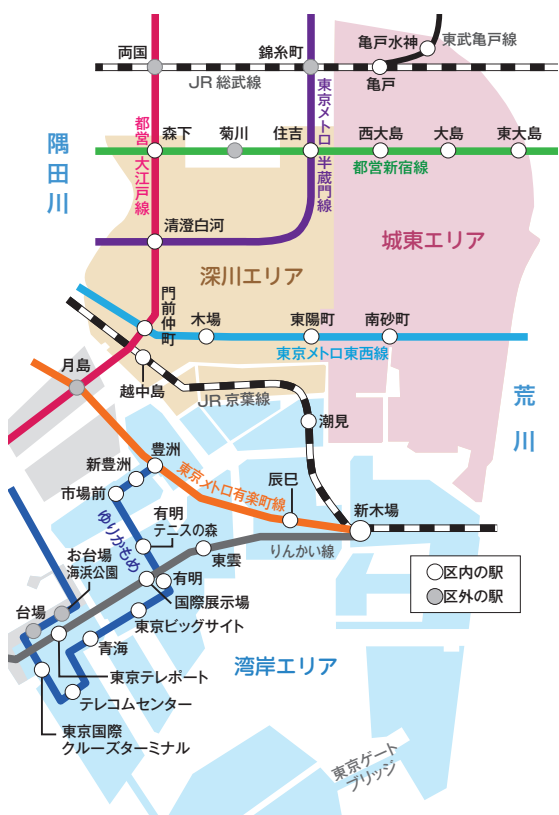 亀戸水神
東武亀戸線
両国
錦糸町
亀戸
JR 総武線
隅田川
都営大江戸線
東京メトロ半蔵門線
森下
菊川
住吉
西大島
大島
東大島
都営新宿線
清澄白河
城東エリア
深川エリア
門前仲町
木場
東陽町
南砂町
東京メトロ東西線
月島
越中島
JR 京葉線
荒川
潮見
豊洲
新豊洲
東京メトロ有楽町線
市場前
辰巳
新木場
ゆりかもめ
有明
テニスの森
東雲
りんかい線
お台場
海浜公園
有明
国際展示場
台場
東京ビッグサイト
青海
区内の駅
区外の駅
湾岸エリア
東京テレポート
テレコムセンター
東京国際
クルーズターミナル
東京ゲート
ブリッジ